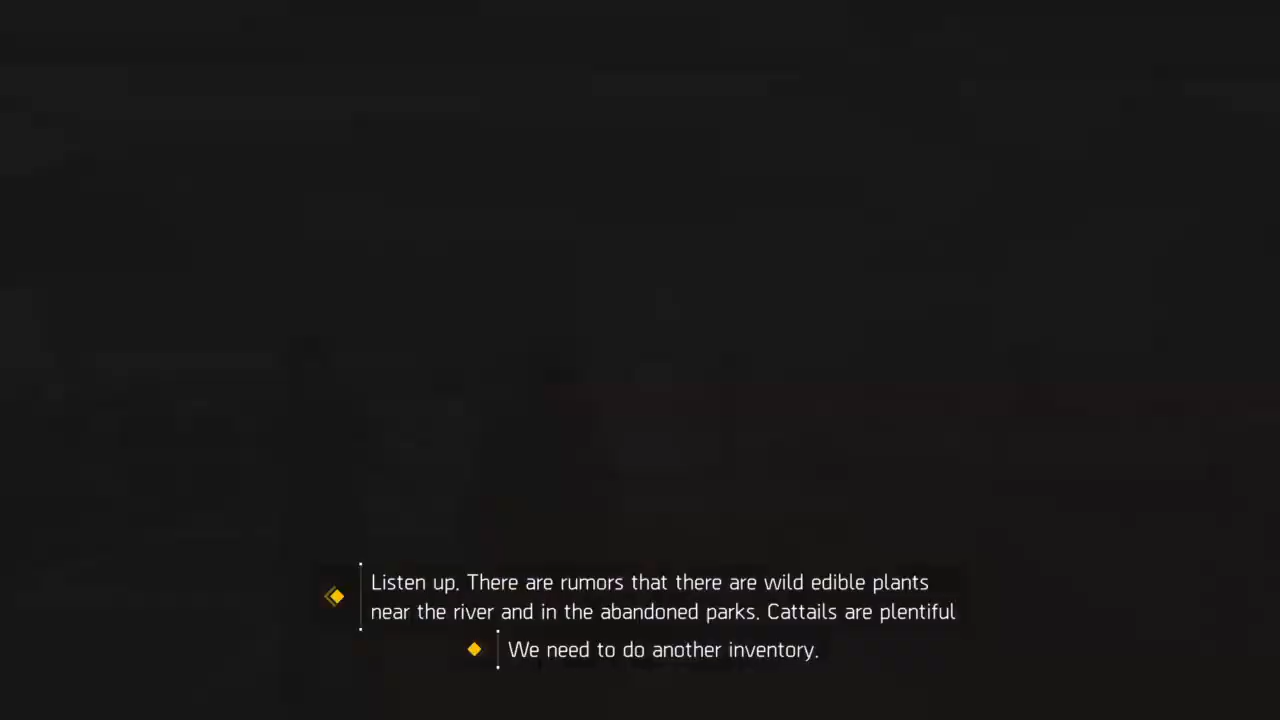 Listen up. There are rumors that there are wild edible plants
near the river and in the abandoned parks. Cattails are plentiful
We need to do another inventory.